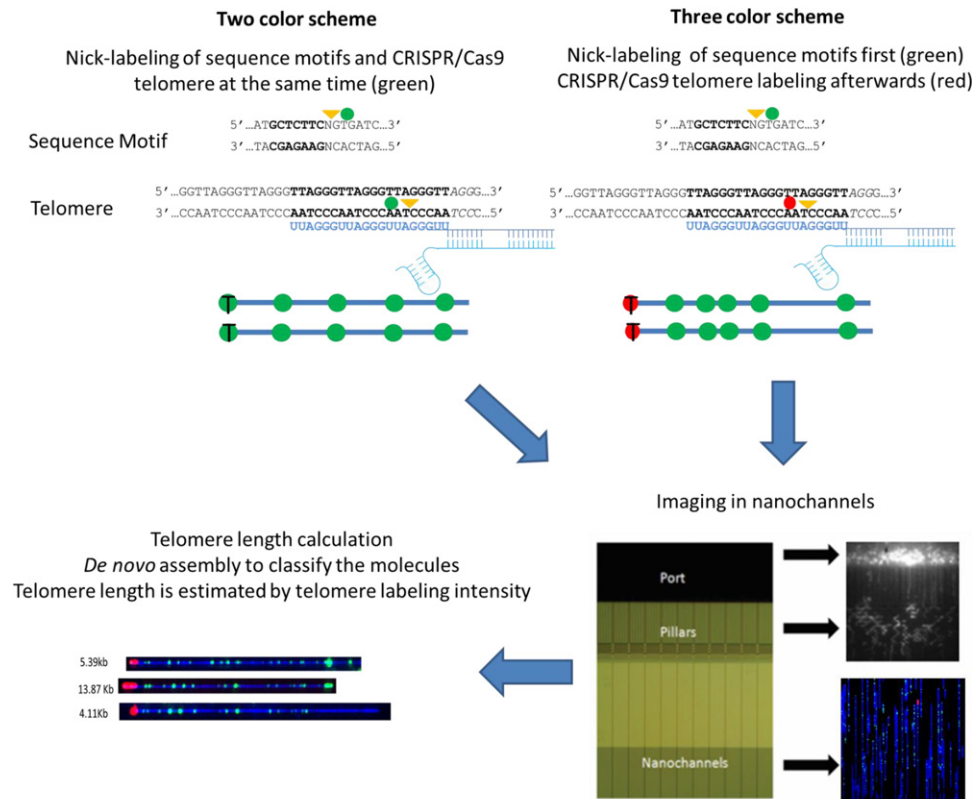 Two color scheme
Nick-labeling of sequence motifs and CRISPR/Cas9
telomere at the same time (green)
Three color scheme
Nick-labeling of sequence motifs first (green)
CRISPR/Cas9 telomere labeling afterwards (red)
Sequence Motif
5′…ATGCTCTTCNGTGATC…3′
3′…TACGAGAAGNCACTAG…5′
5′…ATGCTCTTCNGTGATC…3′
3′…TACGAGAAGNCACTAG…5′
Telomere
5′…GGTTAGGGTTAGGGTTAGGGTTAGGGTTAGGGTTAGGG…3′
3′…CCAATCCCAATCCCAATCCCAATCCCAATCCCAATCCC…5′
UUAGGGUUAGGGUUAGGGUU
5′…GGTTAGGGTTAGGGTTAGGGTTAGGGTTAGGGTTAGGG…3′
3′…CCAATCCCAATCCCAATCCCAATCCCAATCCCAATCCC…5′
UUAGGGUUAGGGUUAGGGUU
T
T
T
T
Imaging in nanochannels
Port
Pillars
Nanochannels
Telomere length calculation
De novo assembly to classify the molecules
Telomere length is estimated by telomere labeling intensity
5.39kb
13.87 Kb
4.11Kb